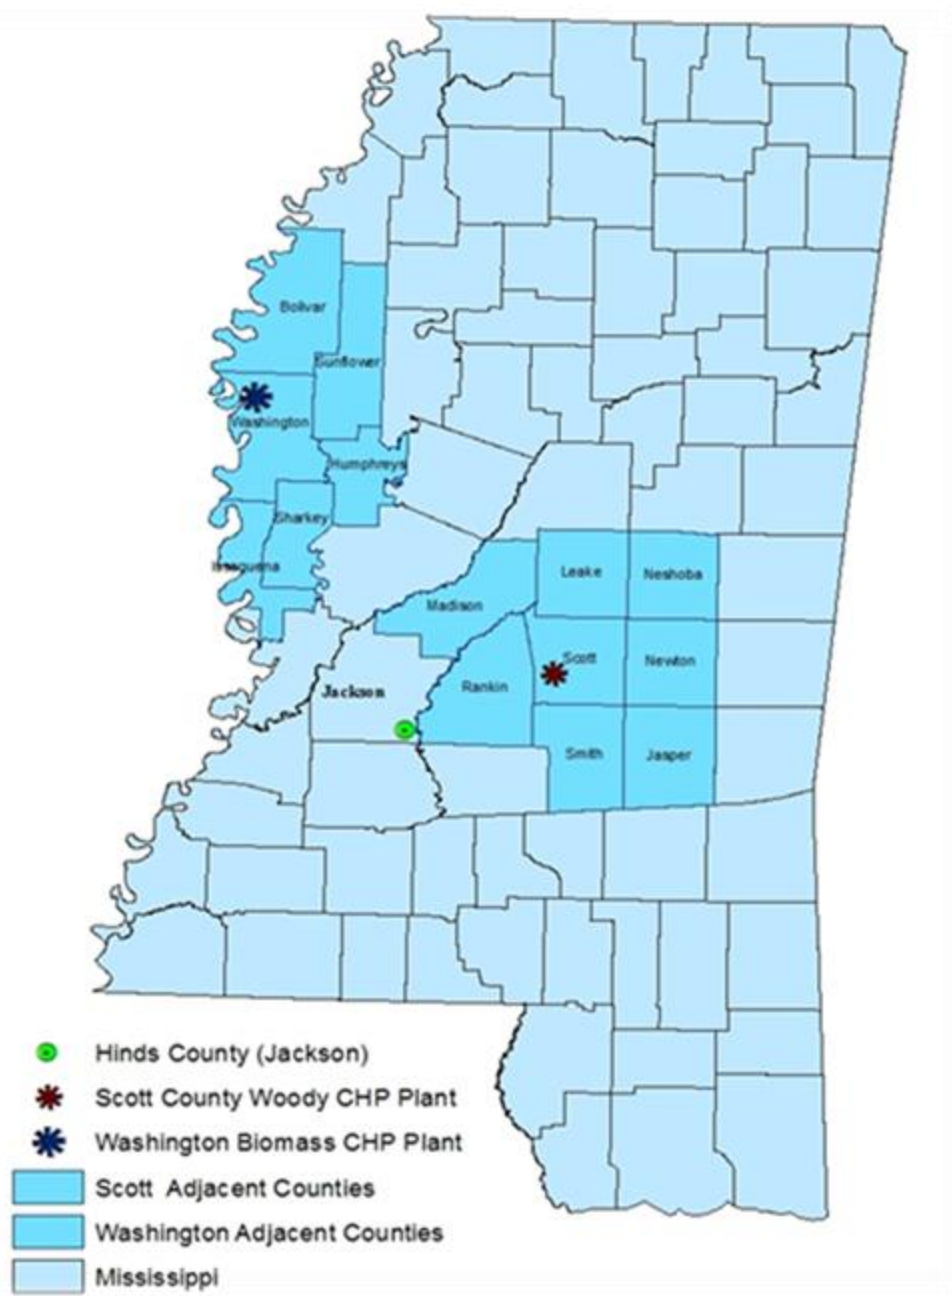 Bolivar
Sunflower
Washington
Humphreys
Sharkey
Issaquena
Leake
Neshoba
Madison
Scott
Newton
Rankin
Jackson
Smith
Jasper
Hinds County (Jackson)
Scott County Woody CHP Plant
Washington Biomass CHP Plant
Scott Adjacent Counties
Washington Adjacent Counties
Mississippi